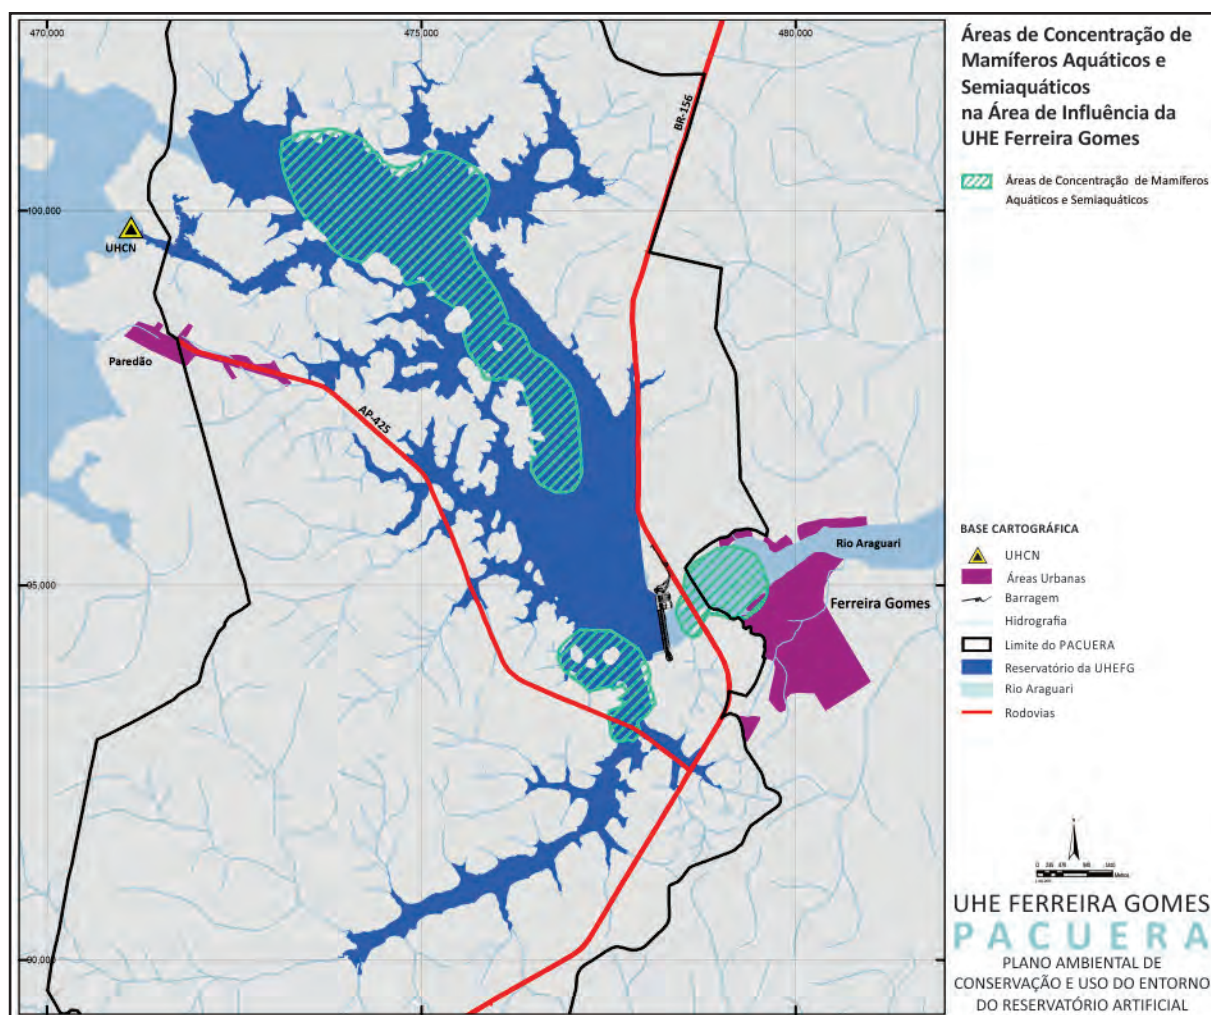 470,000
475,000
480,000
Áreas de Concentração de
Mamíferos Aquáticos e
Semiaquáticos
na Área de Influência da
UHE Ferreira Gomes
Áreas de Concentração de Mamíferos
Aquáticos e Semiaquáticos
BR-156
100,000
UHCN
Paredão
AP-425
Rio Araguari
95,000
Ferreira Gomes
90,000
BASE CARTOGRÁFICA
UHCN
Áreas Urbanas
Barragem
Hidrografia
Limite do PACUERA
Reservatório da UHEFG
Rio Araguari
Rodovias
UHE FERREIRA GOMES
PACUERA
PLANO AMBIENTAL DE
CONSERVAÇÃO E USO DO ENTORNO
DO RESERVATÓRIO ARTIFICIAL